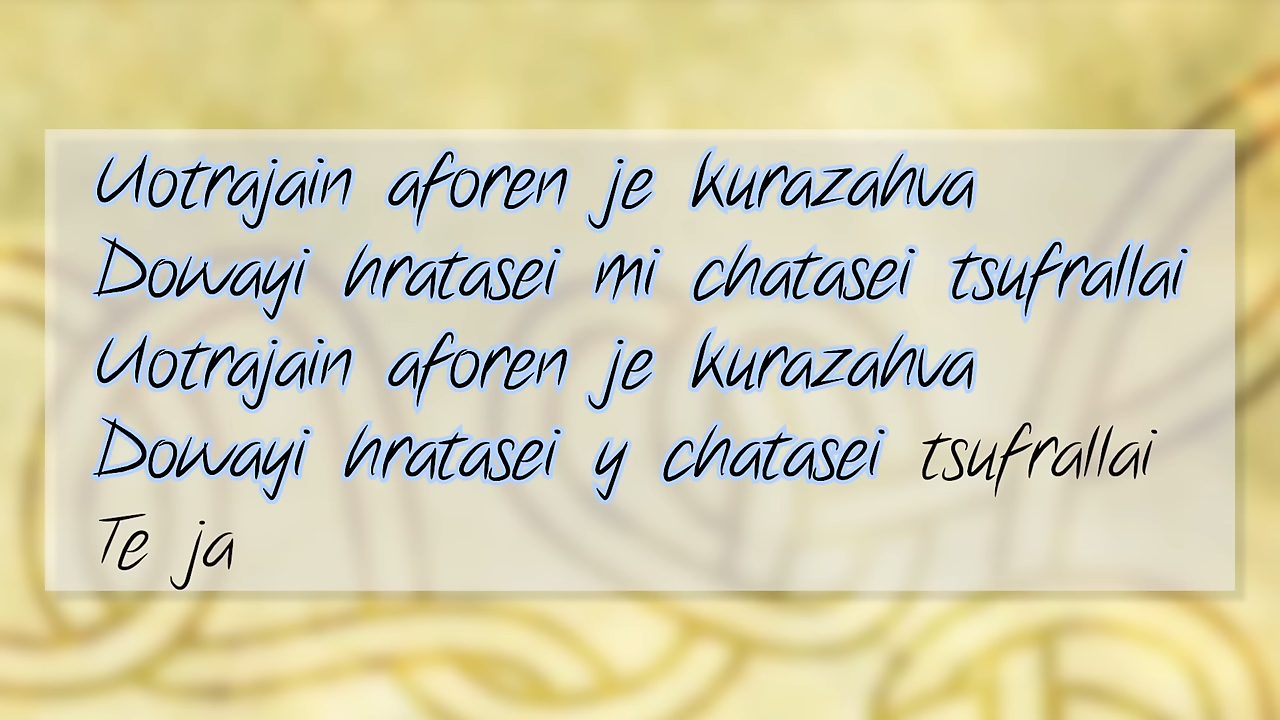 Uotrajain aforen je kurazahva
Dowayi hratasei mi chatasei tsufrallai
Uotrajain aforen je kurazahva
Dowayi hratasei y chatasei tsufrallai
Te ja